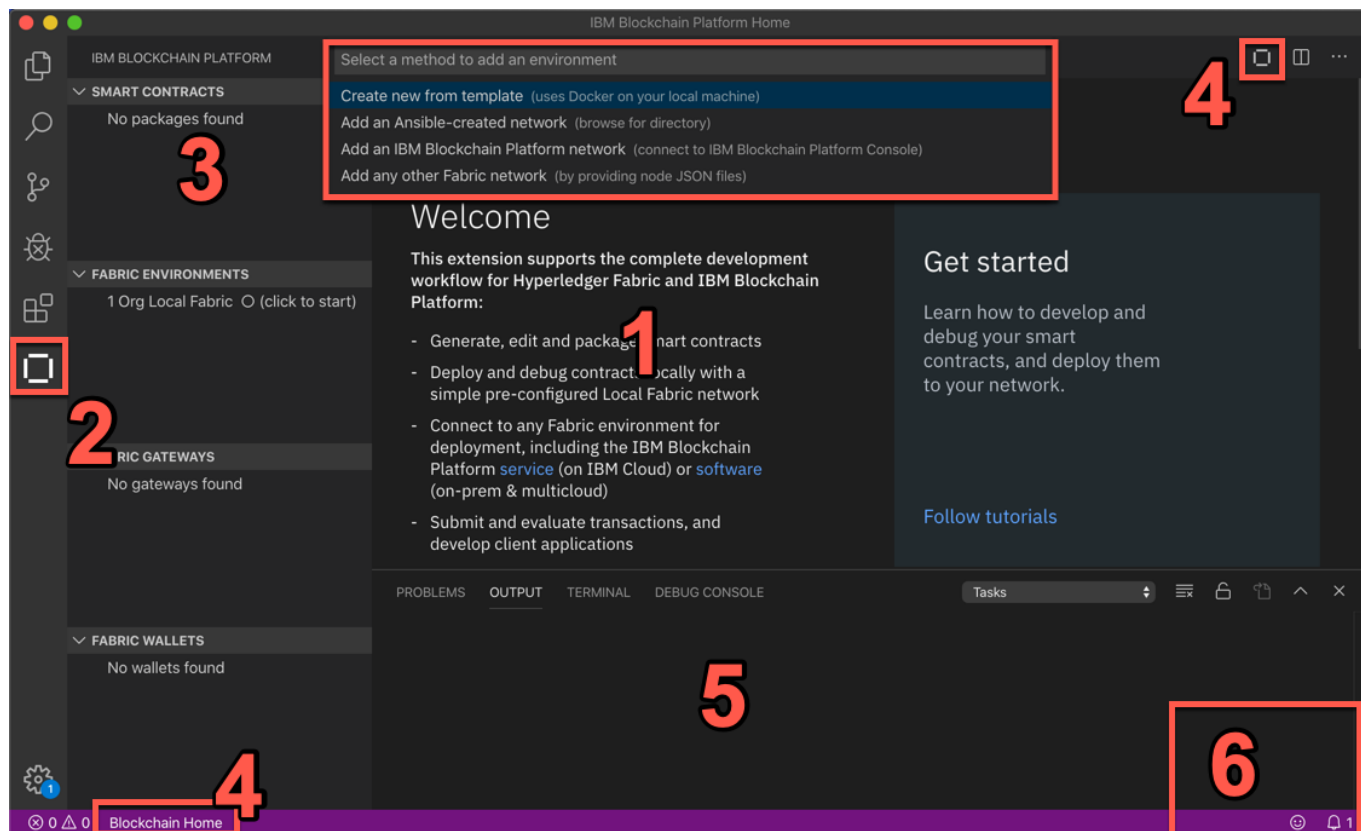 IBM Blockchain Platform Home
IBM BLOCKCHAIN PLATFORM
Select a method to add an environment
4
SMART CONTRACTS
Create new from template (uses Docker on your local machine)
No packages found
Add an Ansible-created network (browse for directory)
3
Add an IBM Blockchain Platform network (connect to IBM Blockchain Platform Console)
Add any other Fabric network (by providing node JSON files)
Welcome
This extension supports the complete development
workflow for Hyperledger Fabric and IBM Blockchain
Platform:
1
- Generate, edit and package smart contracts
- Deploy and debug contracts locally with a
simple pre-configured Local Fabric network
- Connect to any Fabric environment for
deployment, including the IBM Blockchain
Platform service (on IBM Cloud) or software
(on-prem & multicloud)
- Submit and evaluate transactions, and
develop client applications
Get started
Learn how to develop and
debug your smart
contracts, and deploy them
to your network.
Follow tutorials
FABRIC ENVIRONMENTS
1 Org Local Fabric (click to start)
2
RIC GATEWAYS
No gateways found
FABRIC WALLETS
No wallets found
PROBLEMS OUTPUT TERMINAL DEBUG CONSOLE Tasks
5
6
4
1
0 0 Blockchain Home 1